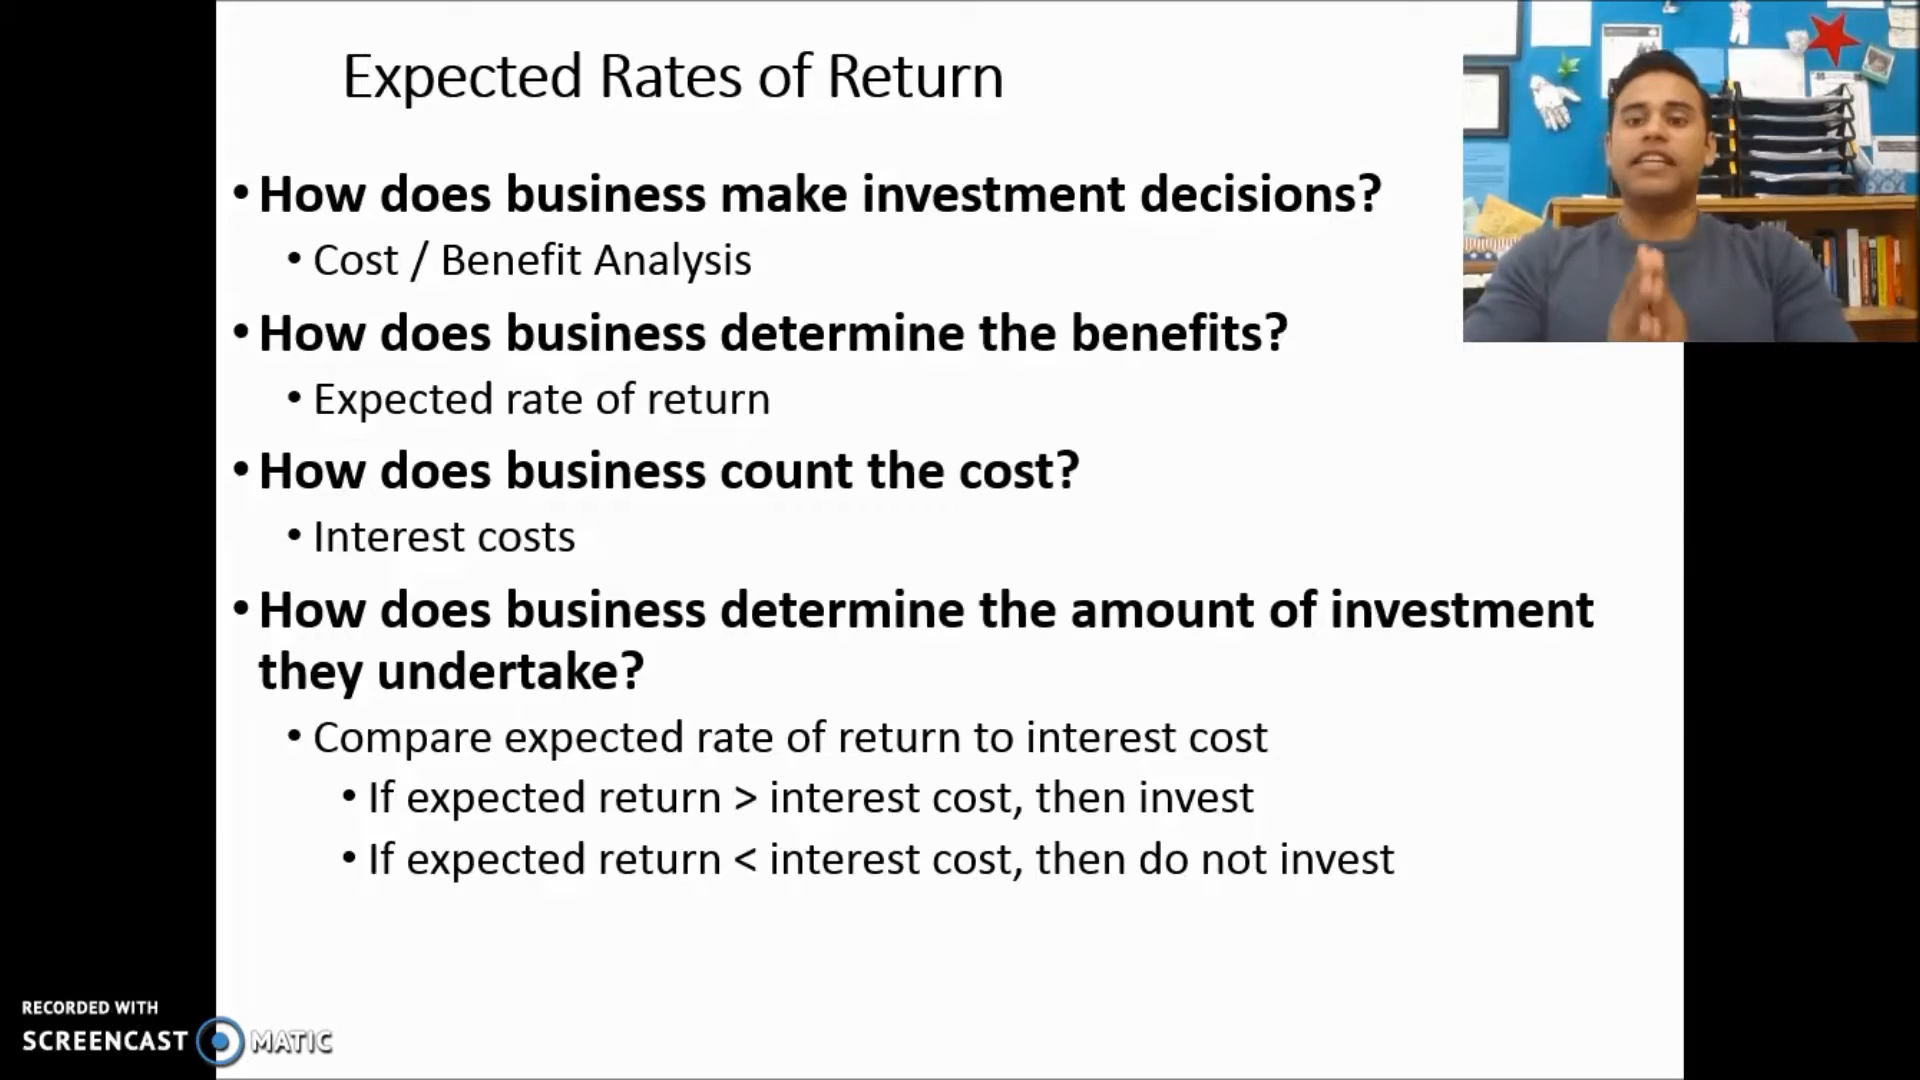 Expected Rates of Return
• How does business make investment decisions?
• Cost / Benefit Analysis
• How does business determine the benefits?
• Expected rate of return
• How does business count the cost?
• Interest costs
• How does business determine the amount of investment
they undertake?
• Compare expected rate of return to interest cost
• If expected return > interest cost, then invest
• If expected return < interest cost, then do not invest
RECORDED WITH
SCREENCAST MATIC